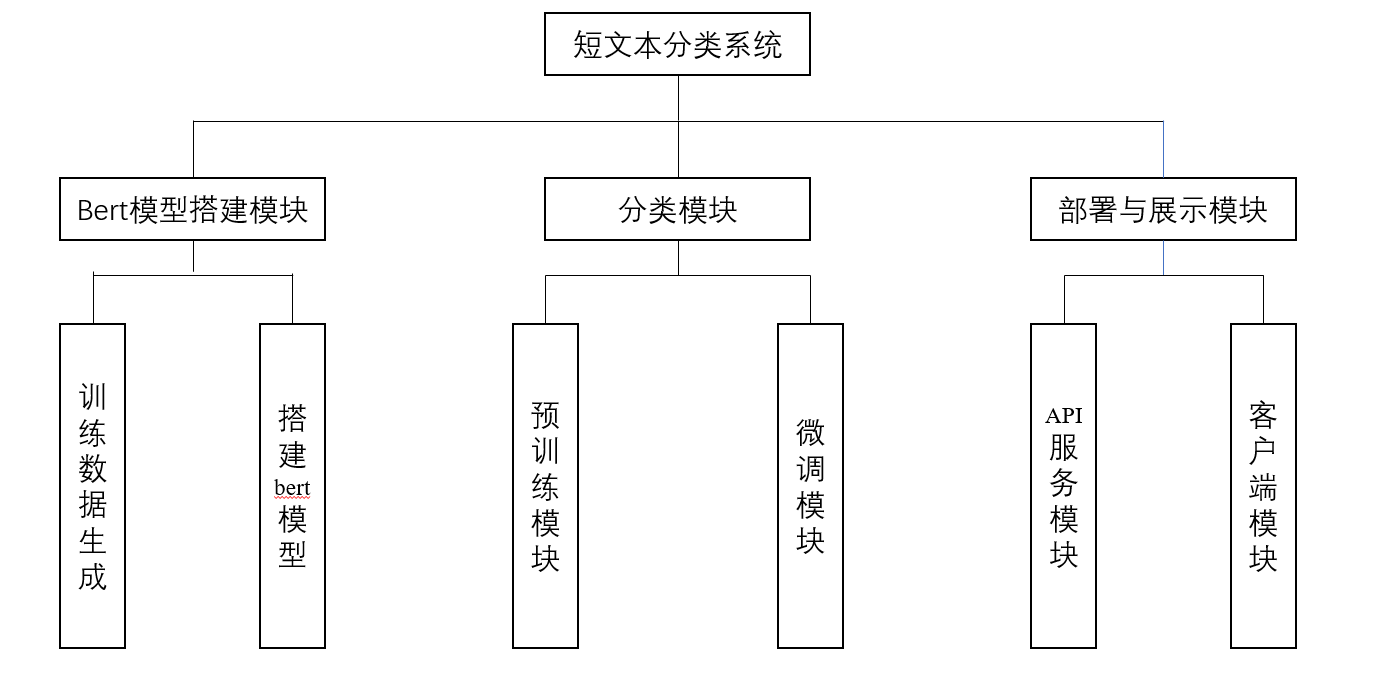 短文本分类系统
Bert模型搭建模块
分类模块
部署与展示模块
训练数据生成
搭建bert模型
预训练模块
微调模块
API服务模块
客户端模块